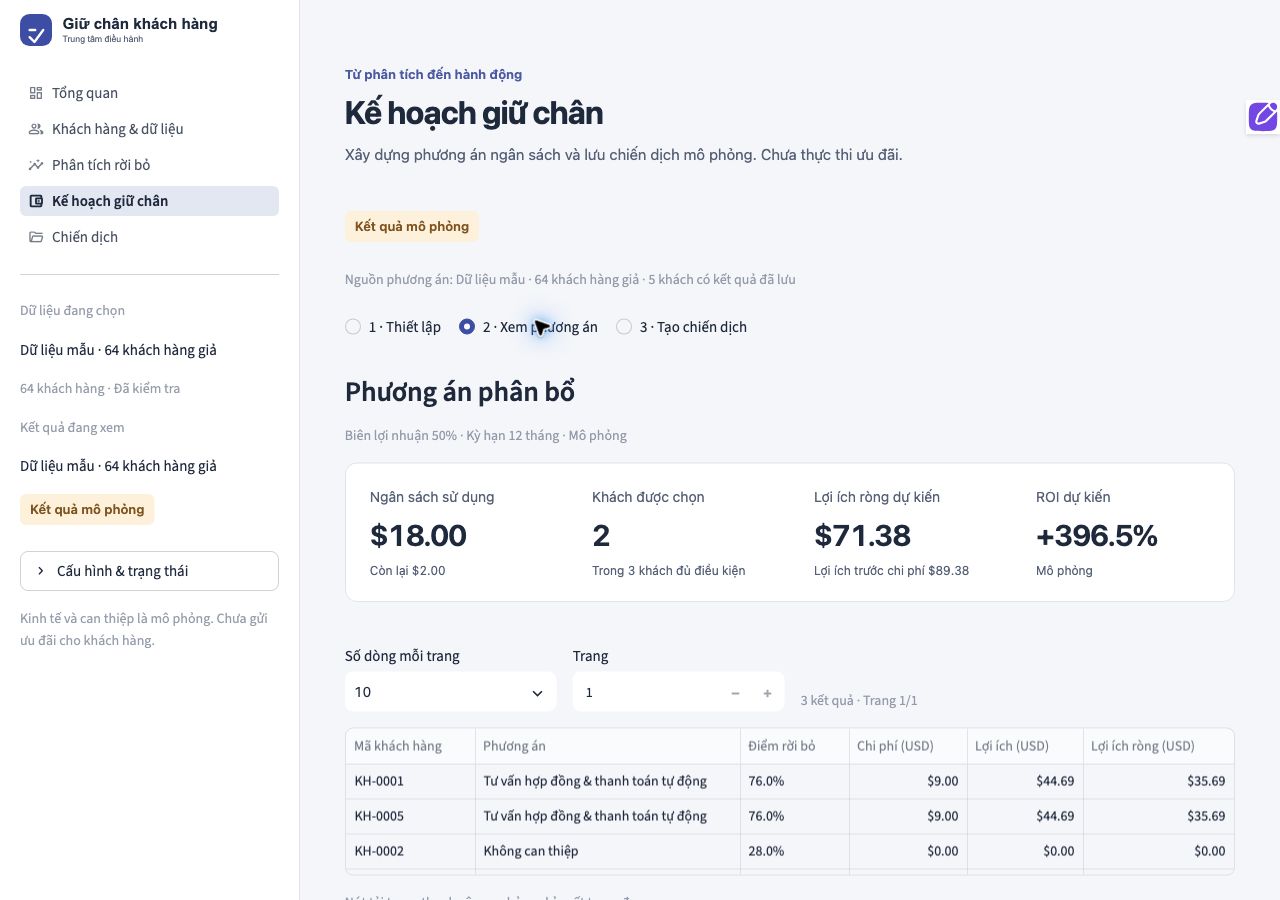 Giữ chân khách hàng
Trung tâm điều hành
Tổng quan
Khách hàng & dữ liệu
Phân tích rời bỏ
Kế hoạch giữ chân
Chiến dịch
Dữ liệu đang chọn
Dữ liệu mẫu · 64 khách hàng giả
64 khách hàng · Đã kiểm tra
Kết quả đang xem
Dữ liệu mẫu · 64 khách hàng giả
Kết quả mô phỏng
Cấu hình & trạng thái
Kinh tế và can thiệp là mô phỏng. Chưa gửi
ưu đãi cho khách hàng.
Từ phân tích đến hành động
Kế hoạch giữ chân
Xây dựng phương án ngân sách và lưu chiến dịch mô phỏng. Chưa thực thi ưu đãi.
Kết quả mô phỏng
Nguồn phương án: Dữ liệu mẫu · 64 khách hàng giả · 5 khách có kết quả đã lưu
1 · Thiết lập 2 · Xem phương án 3 · Tạo chiến dịch
Phương án phân bổ
Biên lợi nhuận 50% · Kỳ hạn 12 tháng · Mô phỏng
Ngân sách sử dụng Khách được chọn Lợi ích ròng dự kiến ROI dự kiến
$18.00 2 $71.38 +396.5%
Còn lại $2.00 Trong 3 khách đủ điều kiện Lợi ích trước chi phí $89.38 Mô phỏng
Số dòng mỗi trang Trang
10 1 − + 3 kết quả · Trang 1/1
Mã khách hàng Phương án Điểm rời bỏ Chi phí (USD) Lợi ích (USD) Lợi ích ròng (USD)
KH-0001 Tư vấn hợp đồng & thanh toán tự động 76.0% $9.00 $44.69 $35.69
KH-0005 Tư vấn hợp đồng & thanh toán tự động 76.0% $9.00 $44.69 $35.69
KH-0002 Không can thiệp 28.0% $0.00 $0.00 $0.00